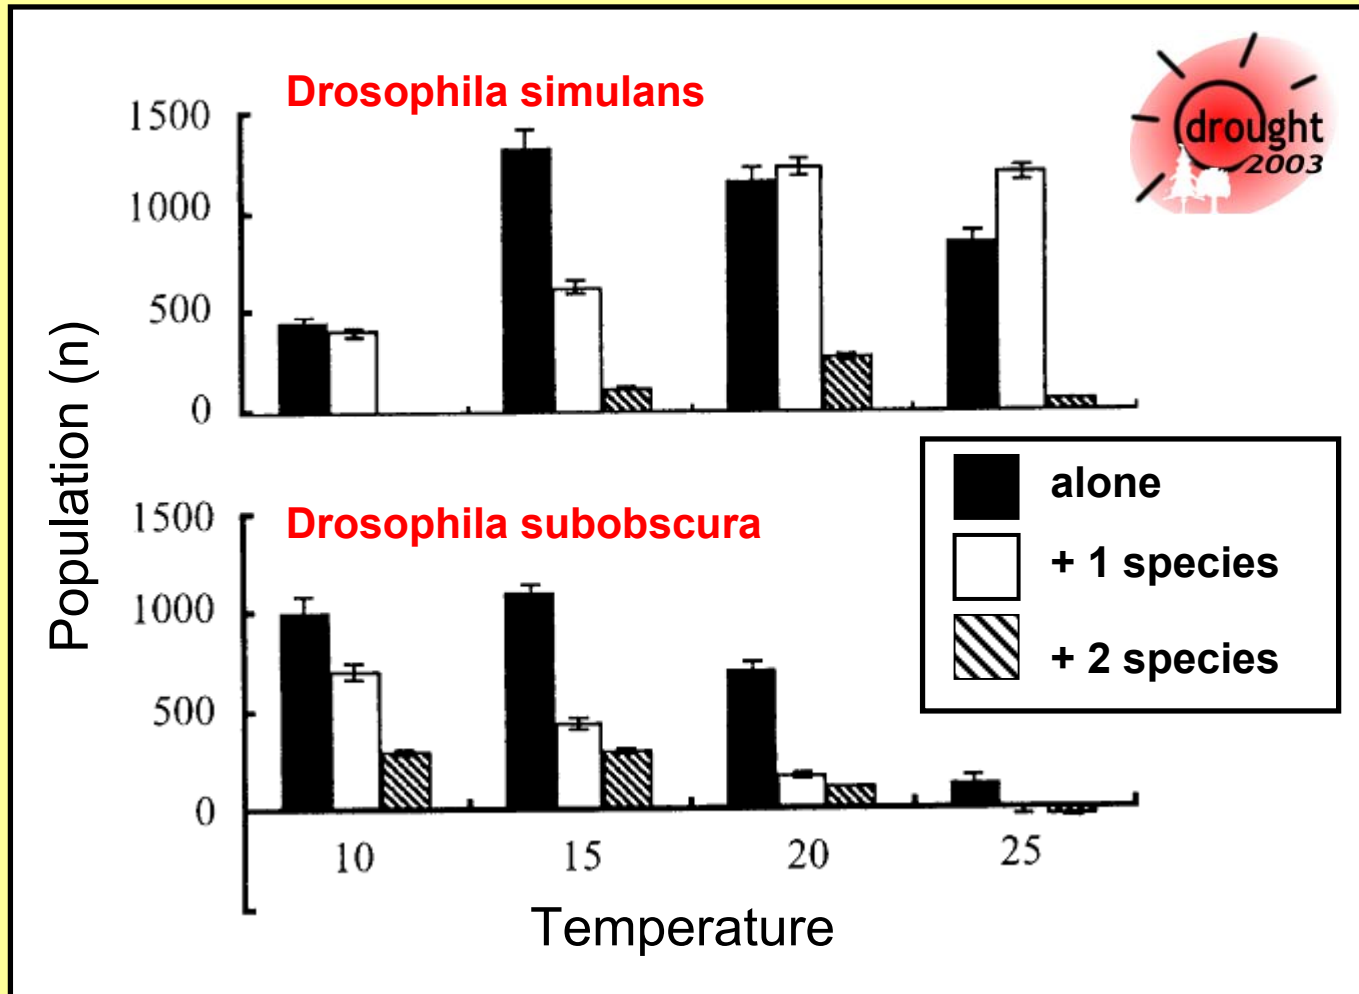 Drosophila simulans
drought
2003
1500
1000
500
0
Population (n)
alone
+ 1 species
+ 2 species
Drosophila subobscura
1500
1000
500
0
10 15 20 25
Temperature